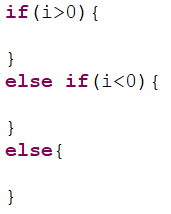 if(i>0){
}
else if(i<0){
}
else{
}